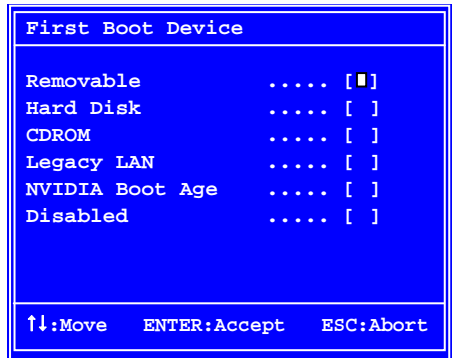 First Boot Device
Removable ..... [ ]
Hard Disk ..... [ ]
CDROM ..... [ ]
Legacy LAN ..... [ ]
NVIDIA Boot Age ..... [ ]
Disabled ..... [ ]
↑↓:Move ENTER:Accept ESC:Abort